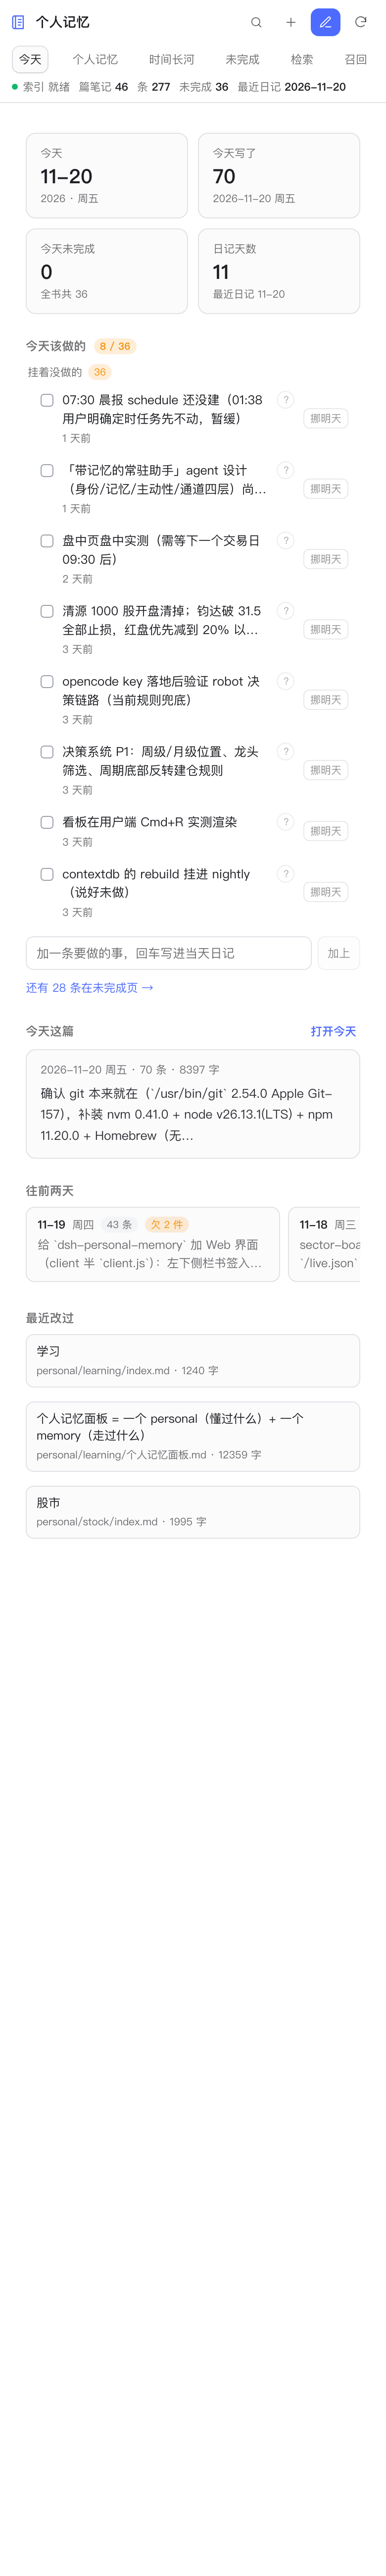 个人记忆
今天 个人记忆 时间长河 未完成 检索 召回
索引 就绪 篇笔记 46 条 277 未完成 36 最近日记 2026-11-20
今天
11-20
2026 · 周五
今天写了
70
2026-11-20 周五
今天未完成
0
全书共 36
日记天数
11
最近日记 11-20
今天该做的 8 / 36
挂着没做的 36
07:30 晨报 schedule 还没建（01:38
用户明确定时任务先不动，暂缓）
?
挪明天
1 天前
「带记忆的常驻助手」agent 设计
（身份/记忆/主动性/通道四层）尚…
?
挪明天
1 天前
盘中页盘中实测（需等下一个交易日
09:30 后）
?
挪明天
2 天前
清源 1000 股开盘清掉；钧达破 31.5
全部止损，红盘优先减到 20% 以…
?
挪明天
3 天前
opencode key 落地后验证 robot 决
策链路（当前规则兜底）
?
挪明天
3 天前
决策系统 P1：周级/月级位置、龙头
筛选、周期底部反转建仓规则
?
挪明天
3 天前
看板在用户端 Cmd+R 实测渲染
?
挪明天
3 天前
contextdb 的 rebuild 挂进 nightly
（说好未做）
?
挪明天
3 天前
加一条要做的事，回车写进当天日记 加上
还有 28 条在未完成页 →
今天这篇 打开今天
2026-11-20 周五 · 70 条 · 8397 字
确认 git 本来就在（`/usr/bin/git` 2.54.0 Apple Git-
157），补装 nvm 0.41.0 + node v26.13.1(LTS) + npm
11.20.0 + Homebrew（无…
往前两天
11-19 周四 43 条 欠 2 件
给 `dsh-personal-memory` 加 Web 界面
（client 半 `client.js`）：左下侧栏书签入…
11-18 周三
sector-boa
`/live.json`
最近改过
学习
personal/learning/index.md · 1240 字
个人记忆面板 = 一个 personal（懂过什么）+ 一个
memory（走过什么）
personal/learning/个人记忆面板.md · 12359 字
股市
personal/stock/index.md · 1995 字